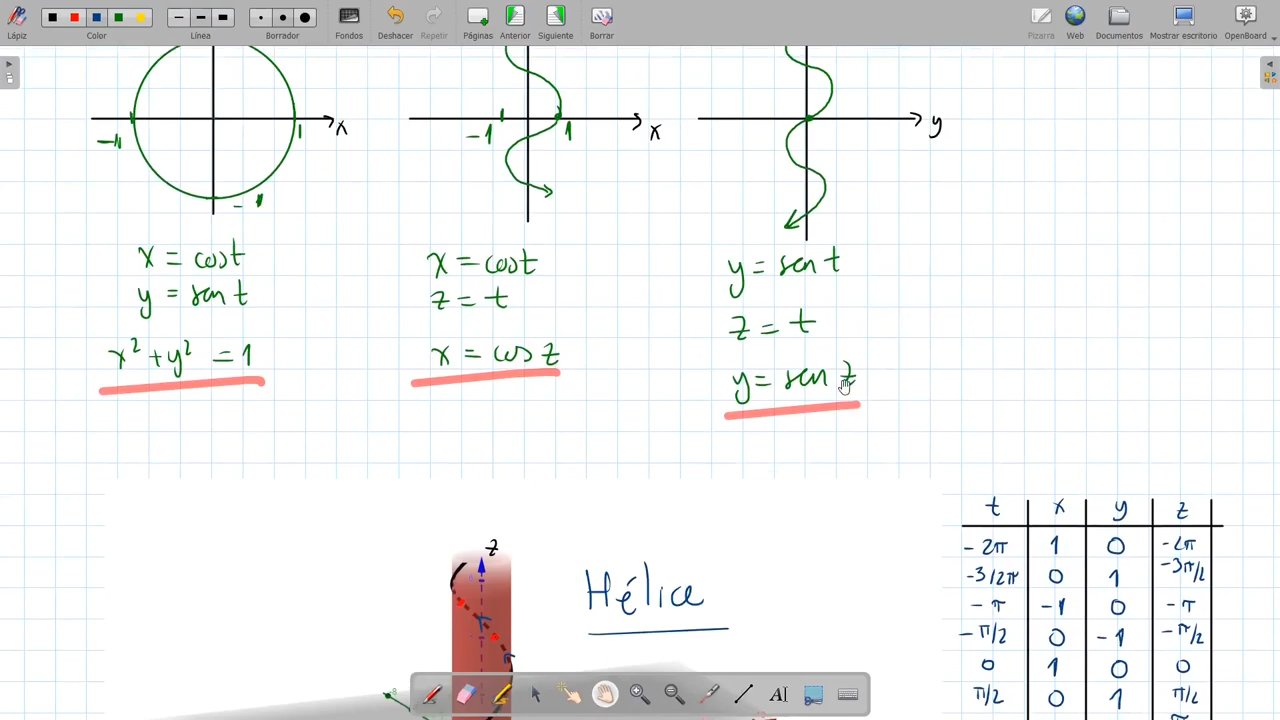 Lápiz Color Línea Borrador Fondos Deshacer Repetir Páginas Anterior Siguiente Borrar Pizarra Web Documentos Mostrar escritorio OpenBoard
-1 1 x
-1
-1 1 x
y
x = cos t
y = sen t
x² + y² = 1
x = cos t
z = t
x = cos z
y = sen t
z = t
y = sen z
z
Hélice
t x y z
-2π 1 0 -2π
-3/2π 0 1 -3π/2
-π -1 0 -π
-π/2 0 -1 -π/2
0 1 0 0
π/2 0 1 π/2